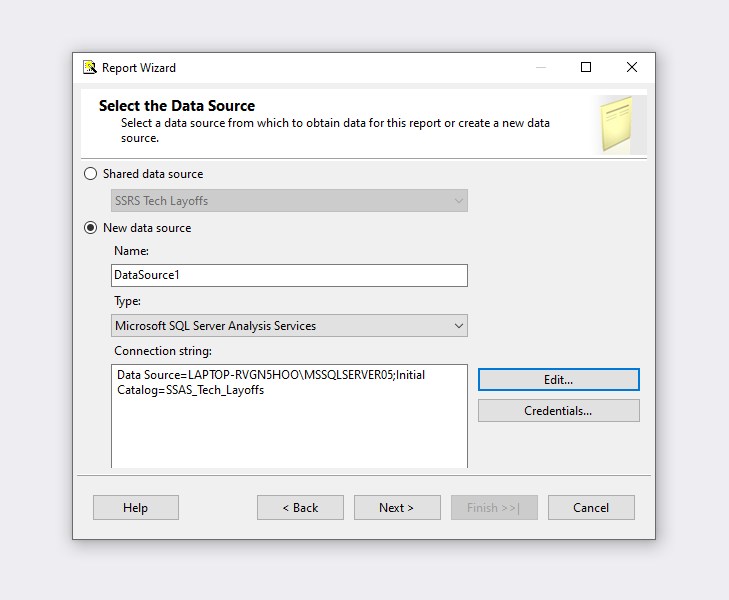 Report Wizard
Select the Data Source
Select a data source from which to obtain data for this report or create a new data
source.
Shared data source
SSRS Tech Layoffs
New data source
Name:
DataSource1
Type:
Microsoft SQL Server Analysis Services
Connection string:
Data Source=LAPTOP-RVGN5HOO\MSSQLSERVER05;Initial
Catalog=SSAS_Tech_Layoffs
Edit...
Credentials...
Help
< Back
Next >
Finish >>|
Cancel